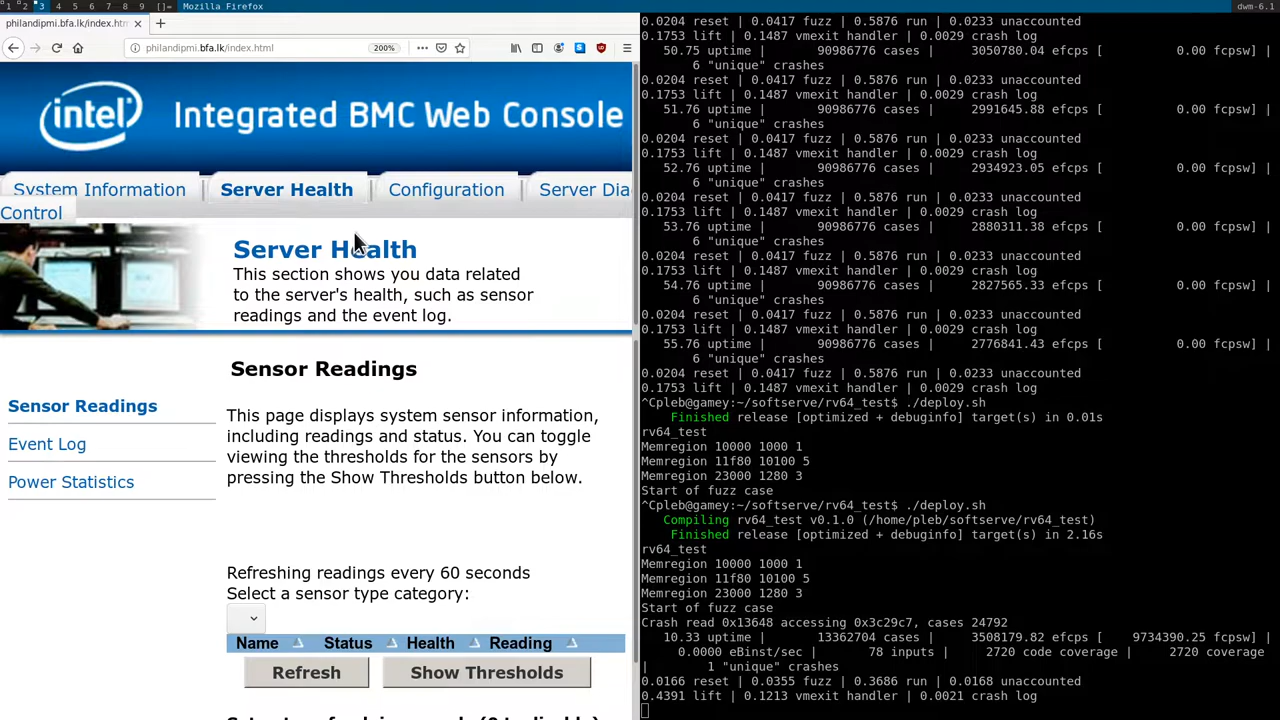 1 2 3 4 5 6 7 8 9 []= Mozilla Firefox
dwm-6.1
philandipmi.bfa.lk/index.htm
philandipmi.bfa.lk/index.html
200%
intel
Integrated BMC Web Console
System Information
Server Health
Configuration
Server Dia
Control
Server Health
This section shows you data related
to the server's health, such as sensor
readings and the event log.
Sensor Readings
Sensor Readings
Event Log
Power Statistics
This page displays system sensor information,
including readings and status. You can toggle
viewing the thresholds for the sensors by
pressing the Show Thresholds button below.
Refreshing readings every 60 seconds
Select a sensor type category:
Name Status Health Reading
Refresh
Show Thresholds
0.0204 reset | 0.0417 fuzz | 0.5876 run | 0.0233 unaccounted
0.1753 lift | 0.1487 vmexit handler | 0.0029 crash log
50.75 uptime | 90986776 cases | 3050780.04 efcps [ 0.00 fcpsw] |
6 "unique" crashes
0.0204 reset | 0.0417 fuzz | 0.5876 run | 0.0233 unaccounted
0.1753 lift | 0.1487 vmexit handler | 0.0029 crash log
51.76 uptime | 90986776 cases | 2991645.88 efcps [ 0.00 fcpsw] |
6 "unique" crashes
0.0204 reset | 0.0417 fuzz | 0.5876 run | 0.0233 unaccounted
0.1753 lift | 0.1487 vmexit handler | 0.0029 crash log
52.76 uptime | 90986776 cases | 2934923.05 efcps [ 0.00 fcpsw] |
6 "unique" crashes
0.0204 reset | 0.0417 fuzz | 0.5876 run | 0.0233 unaccounted
0.1753 lift | 0.1487 vmexit handler | 0.0029 crash log
53.76 uptime | 90986776 cases | 2880311.38 efcps [ 0.00 fcpsw] |
6 "unique" crashes
0.0204 reset | 0.0417 fuzz | 0.5876 run | 0.0233 unaccounted
0.1753 lift | 0.1487 vmexit handler | 0.0029 crash log
54.76 uptime | 90986776 cases | 2827565.33 efcps [ 0.00 fcpsw] |
6 "unique" crashes
0.0204 reset | 0.0417 fuzz | 0.5876 run | 0.0233 unaccounted
0.1753 lift | 0.1487 vmexit handler | 0.0029 crash log
55.76 uptime | 90986776 cases | 2776841.43 efcps [ 0.00 fcpsw] |
6 "unique" crashes
0.0204 reset | 0.0417 fuzz | 0.5876 run | 0.0233 unaccounted
0.1753 lift | 0.1487 vmexit handler | 0.0029 crash log
^Cpleb@gamey:~/softserve/rv64_test$ ./deploy.sh
Finished release [optimized + debuginfo] target(s) in 0.01s
rv64_test
Memregion 10000 1000 1
Memregion 11f80 10100 5
Memregion 23000 1280 3
Start of fuzz case
^Cpleb@gamey:~/softserve/rv64_test$ ./deploy.sh
Compiling rv64_test v0.1.0 (/home/pleb/softserve/rv64_test)
Finished release [optimized + debuginfo] target(s) in 2.16s
rv64_test
Memregion 10000 1000 1
Memregion 11f80 10100 5
Memregion 23000 1280 3
Start of fuzz case
Crash read 0x13648 accessing 0x3c29c7, cases 24792
10.33 uptime | 13362704 cases | 3508179.82 efcps [ 9734390.25 fcpsw] |
0.0000 eBinst/sec | 78 inputs | 2720 code coverage | 2720 coverage
| 1 "unique" crashes
0.0166 reset | 0.0355 fuzz | 0.3686 run | 0.0168 unaccounted
0.4391 lift | 0.1213 vmexit handler | 0.0021 crash log